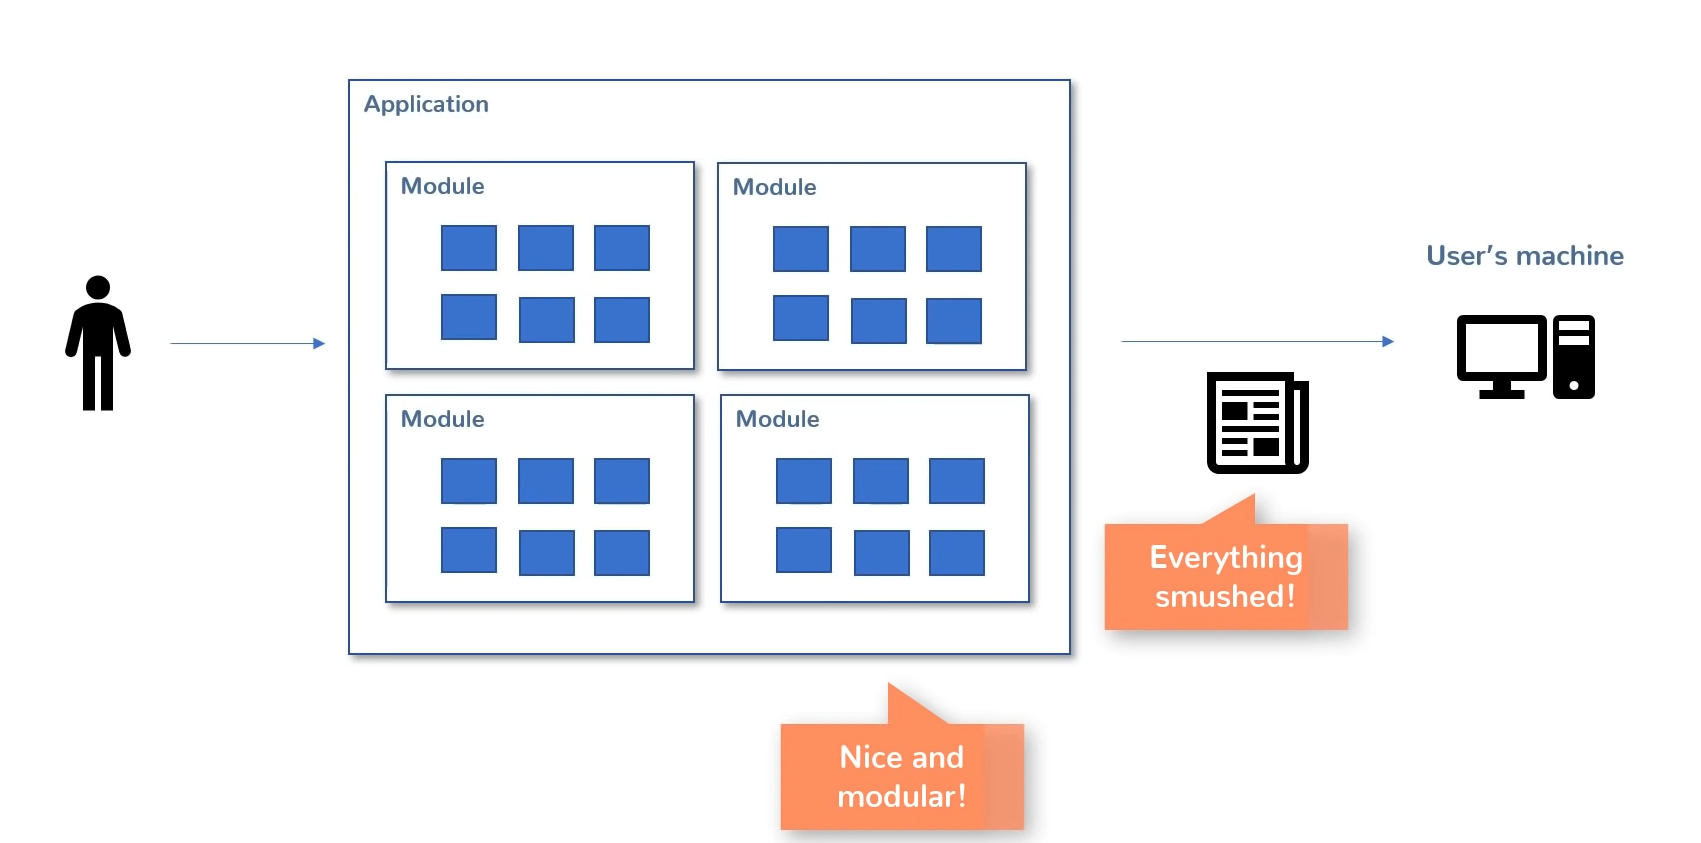 Application
Module
Module
Module
Module
User's machine
Everything
smushed!
Nice and
modular!